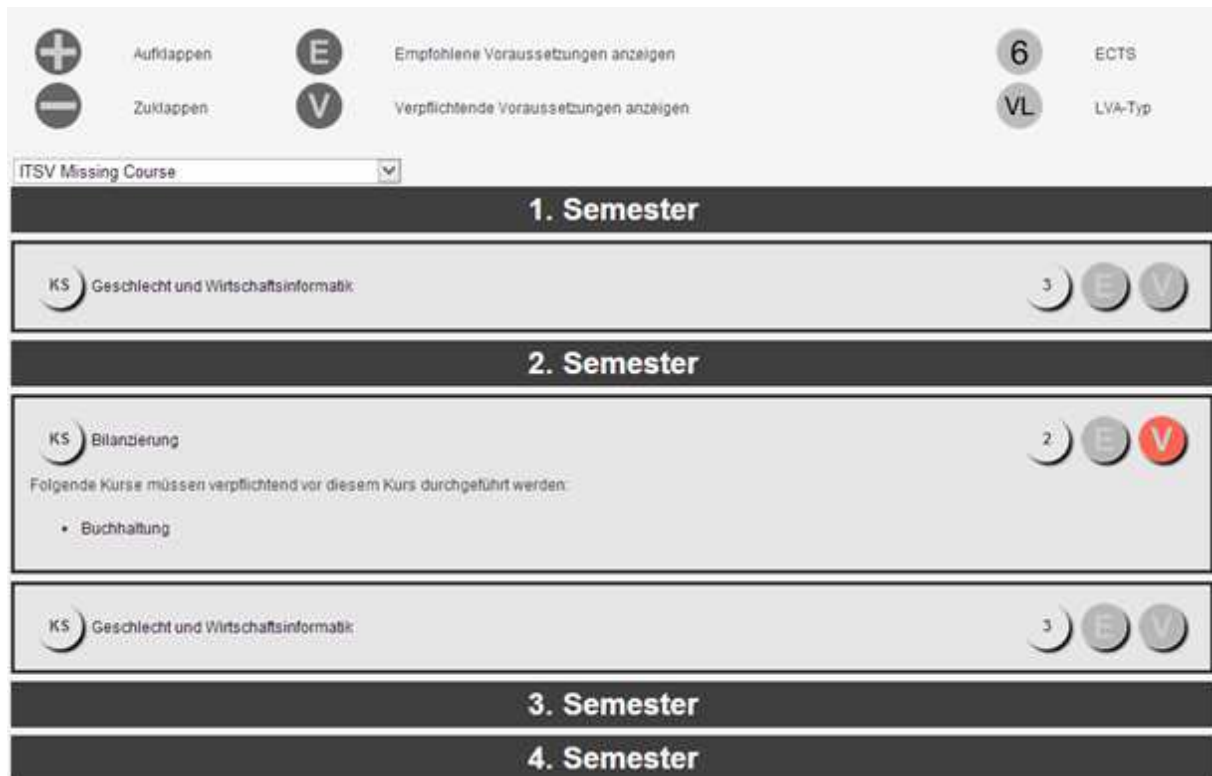 Aufklappen E Empfohlene Voraussetzungen anzeigen 6 ECTS
Zuklappen V Verpflichtende Voraussetzungen anzeigen VL LVA-Typ
ITSV Missing Course
1. Semester
KS Geschlecht und Wirtschaftsinformatik 3 E V
2. Semester
KS Bilanzierung 2 E V
Folgende Kurse müssen verpflichtend vor diesem Kurs durchgeführt werden:
• Buchhaltung
KS Geschlecht und Wirtschaftsinformatik 3 E V
3. Semester
4. Semester